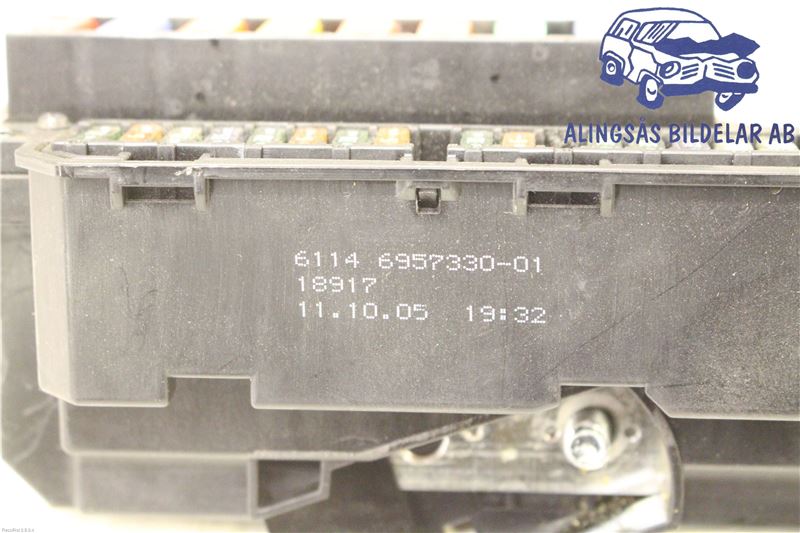 ALINGSÅS BILDELAR AB
6114 6957330-01
18917
11.10.05 19:32